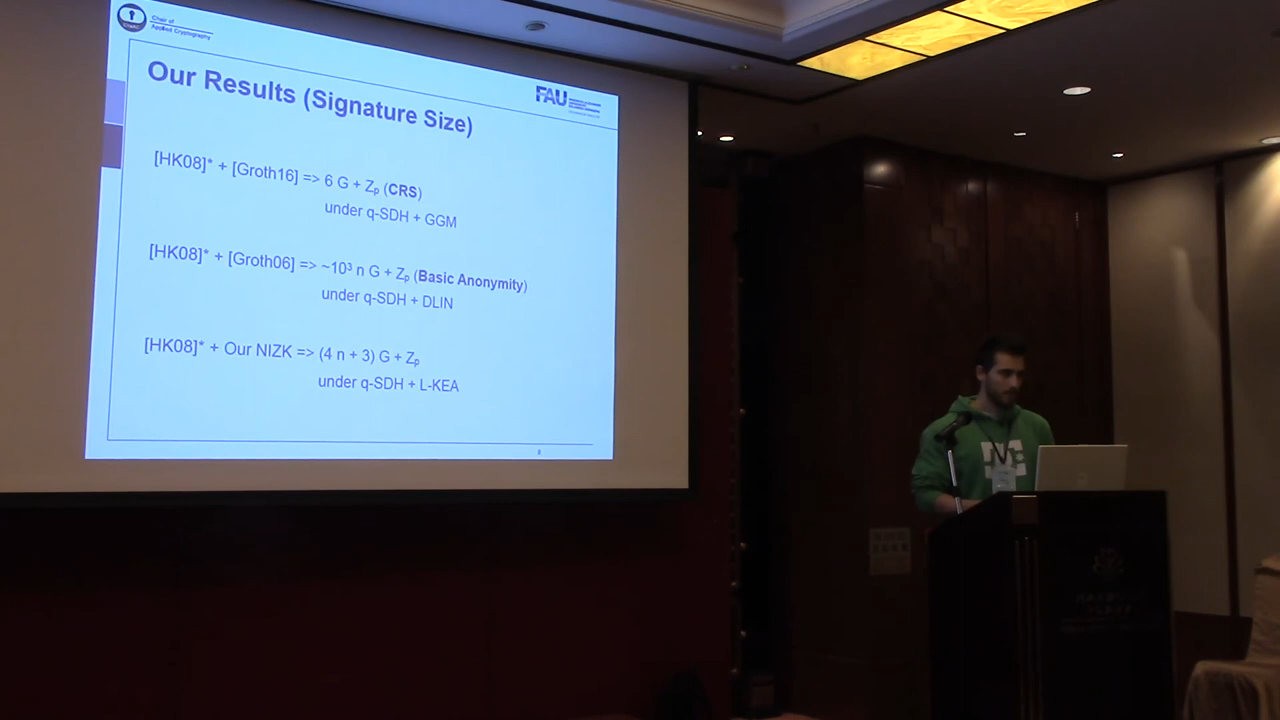 Chair of
Applied Cryptography
FAU
Our Results (Signature Size)
[HK08]* + [Groth16] => 6 G + Zp (CRS)
under q-SDH + GGM
[HK08]* + [Groth06] => ~10³ n G + Zp (Basic Anonymity)
under q-SDH + DLIN
[HK08]* + Our NIZK => (4 n + 3) G + Zp
under q-SDH + L-KEA
8